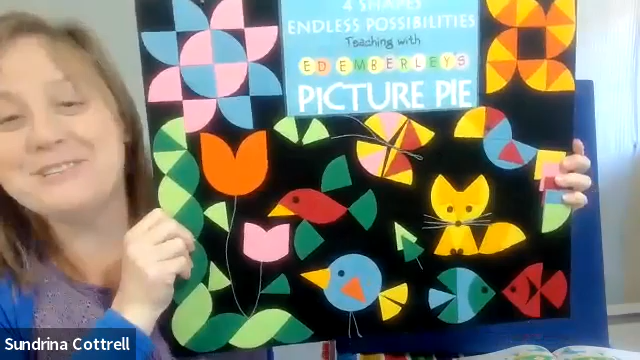 4 SHAPES
ENDLESS POSSIBILITIES
Teaching with
ED EMBERLEY'S
PICTURE PIE
Sundrina Cottrell